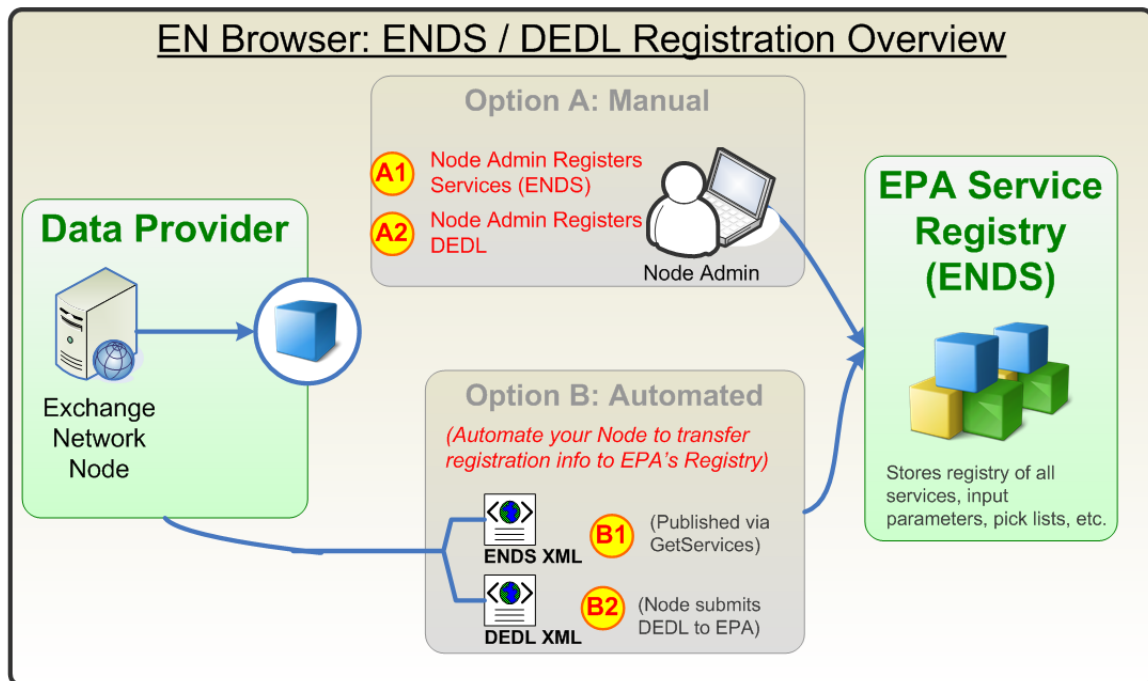 EN Browser: ENDS / DEDL Registration Overview
Option A: Manual
A1
Node Admin Registers
Services (ENDS)
A2
Node Admin Registers
DEDL
Node Admin
Data Provider
Exchange
Network
Node
EPA Service
Registry
(ENDS)
Stores registry of all
services, input
parameters, pick lists, etc.
Option B: Automated
(Automate your Node to transfer
registration info to EPA's Registry)
ENDS XML
B1
(Published via
GetServices)
DEDL XML
B2
(Node submits
DEDL to EPA)